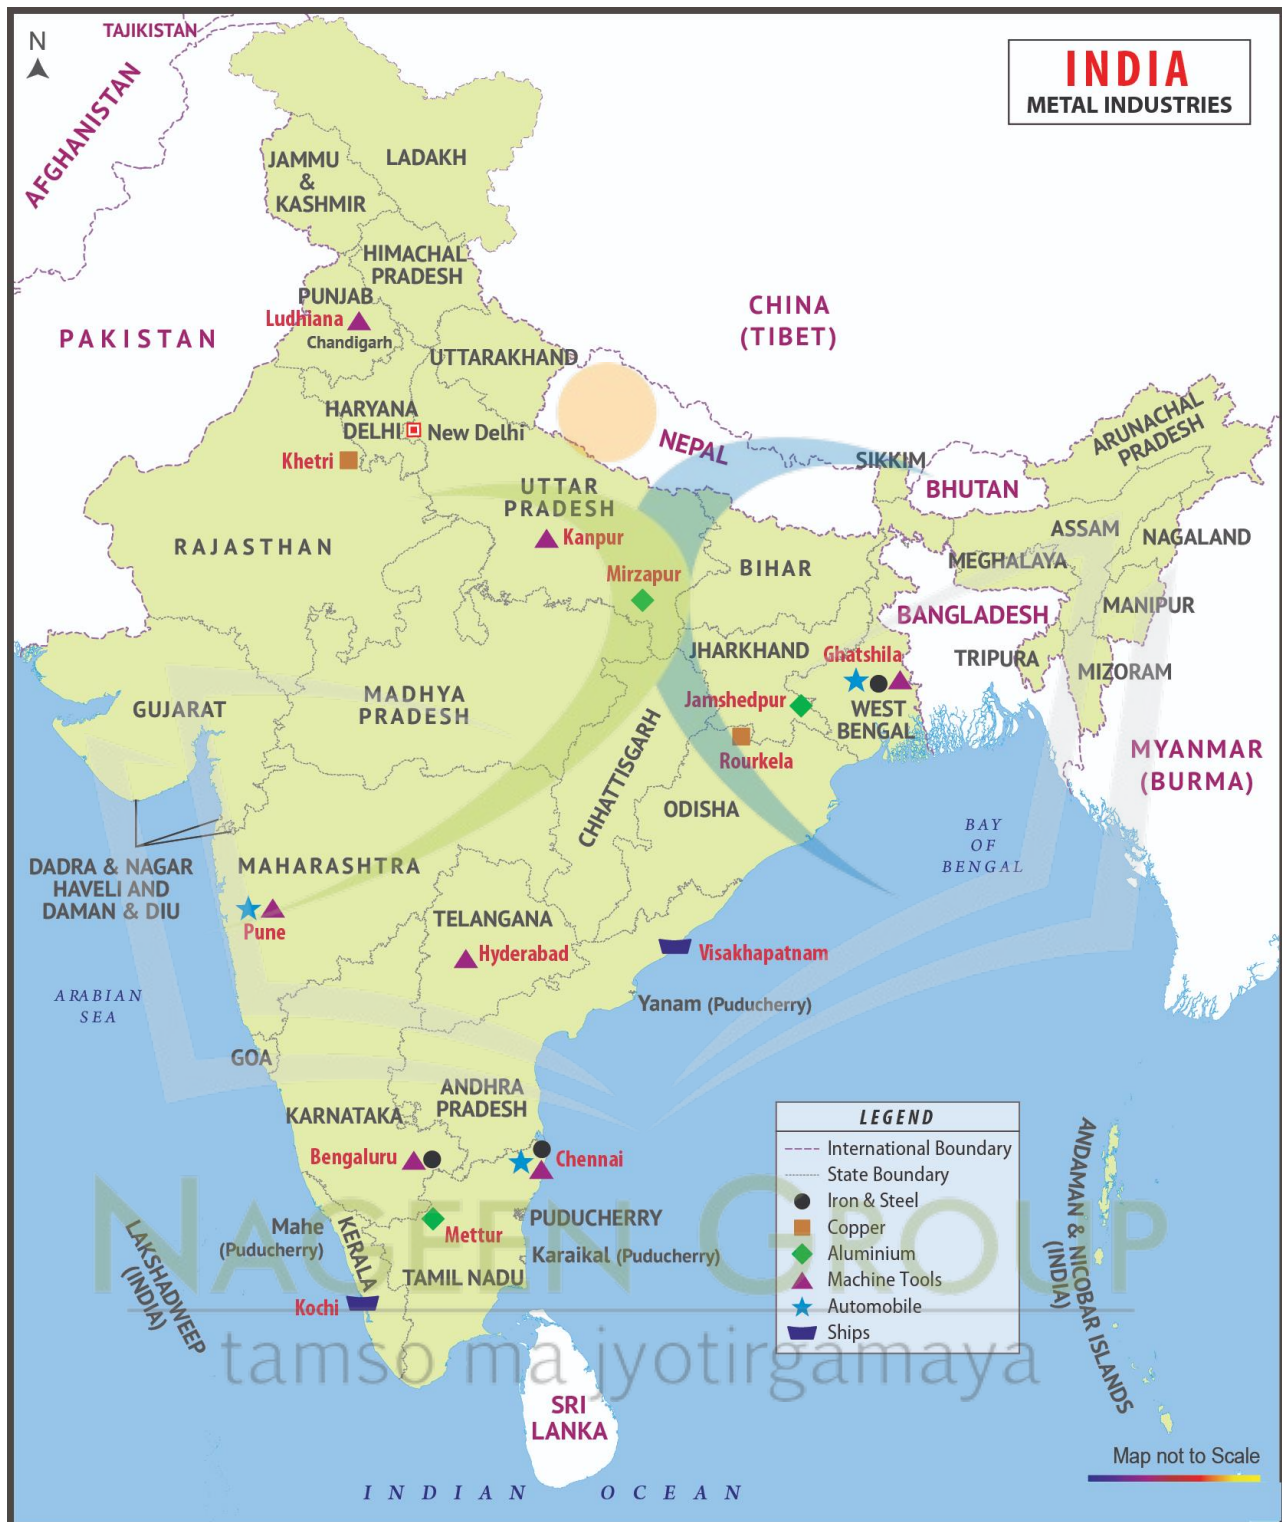 TAJIKISTAN
N
AFGHANISTAN
INDIA
METAL INDUSTRIES
JAMMU
&
KASHMIR
LADAKH
HIMACHAL
PRADESH
PUNJAB
Ludhiana
Chandigarh
PAKISTAN
CHINA
(TIBET)
UTTARAKHAND
HARYANA
DELHI
New Delhi
Khetri
NEPAL
SIKKIM
BHUTAN
ARUNACHAL
PRADESH
UTTAR
PRADESH
Kanpur
RAJASTHAN
Mirzapur
BIHAR
ASSAM
NAGALAND
MEGHALAYA
MANIPUR
BANGLADESH
TRIPURA
MIZORAM
JHARKHAND
Ghatshila
Jamshedpur
WEST
BENGAL
Rourkela
MADHYA
PRADESH
GUJARAT
CHHATTISGARH
ODISHA
MYANMAR
(BURMA)
BAY
OF
BENGAL
DADRA & NAGAR
HAVELI AND
DAMAN & DIU
MAHARASHTRA
Pune
TELANGANA
Hyderabad
Visakhapatnam
Yanam (Puducherry)
ARABIAN
SEA
GOA
KARNATAKA
ANDHRA
PRADESH
Bengaluru
Chennai
LEGEND
International Boundary
State Boundary
Iron & Steel
Copper
Aluminium
Machine Tools
Automobile
Ships
ANDAMAN & NICOBAR ISLANDS
(INDIA)
NAGEEN GROUP
tamso ma jyotirgamaya
LAKSHADWEEP
(INDIA)
Mahe
(Puducherry)
KERALA
Mettur
PUDUCHERRY
Karaikal (Puducherry)
TAMIL NADU
Kochi
SRI
LANKA
Map not to Scale
INDIAN OCEAN